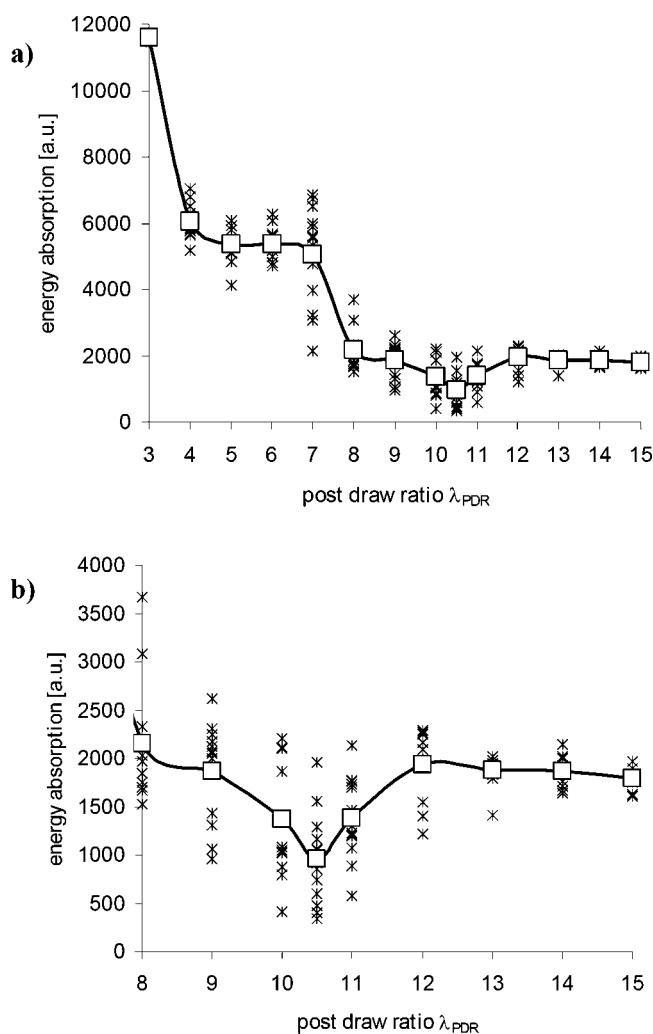 a)
energy absorption [a.u.]
12000
10000
8000
6000
4000
2000
0
3 4 5 6 7 8 9 10 11 12 13 14 15
post draw ratio λPDR
b)
energy absorption [a.u.]
4000
3500
3000
2500
2000
1500
1000
500
0
8 9 10 11 12 13 14 15
post draw ratio λPDR